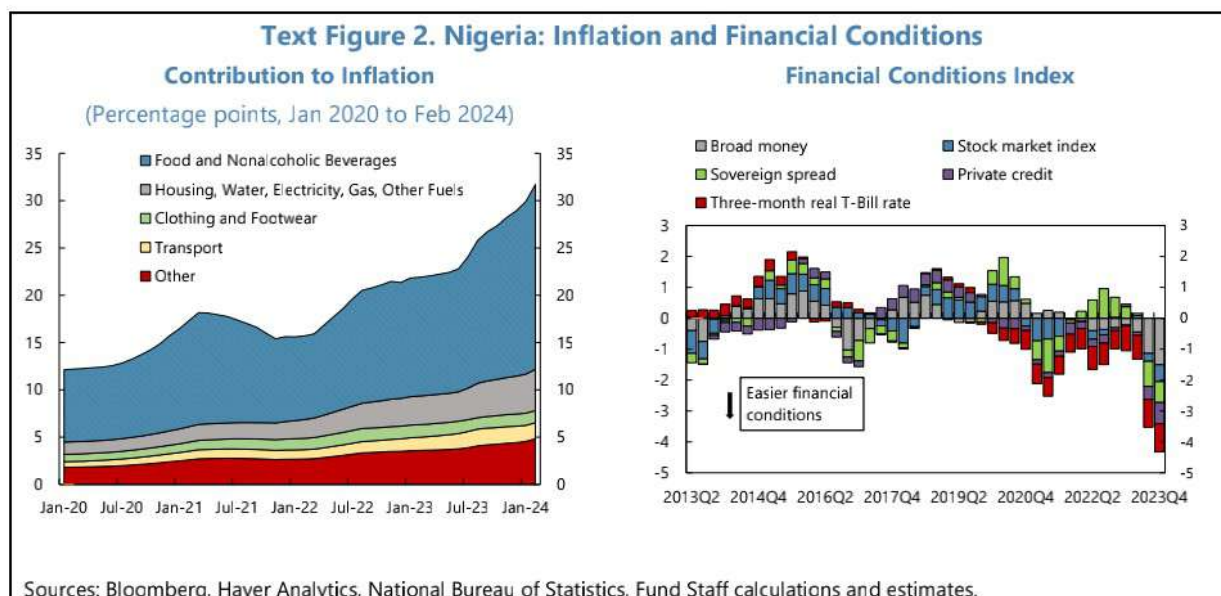 Text Figure 2. Nigeria: Inflation and Financial Conditions
Contribution to Inflation
(Percentage points, Jan 2020 to Feb 2024)
35 35
30 30
25 25
20 20
15 15
10 10
5 5
0 0
Food and Nonalcoholic Beverages
Housing, Water, Electricity, Gas, Other Fuels
Clothing and Footwear
Transport
Other
Jan-20 Jul-20 Jan-21 Jul-21 Jan-22 Jul-22 Jan-23 Jul-23 Jan-24
Financial Conditions Index
Broad money Stock market index
Sovereign spread Private credit
Three-month real T-Bill rate
3 3
2 2
1 1
0 0
-1 -1
-2 -2
-3 -3
-4 -4
-5 -5
Easier financial
conditions
2013Q2 2014Q4 2016Q2 2017Q4 2019Q2 2020Q4 2022Q2 2023Q4
Sources: Bloomberg, Haver Analytics, National Bureau of Statistics, Fund Staff calculations and estimates.